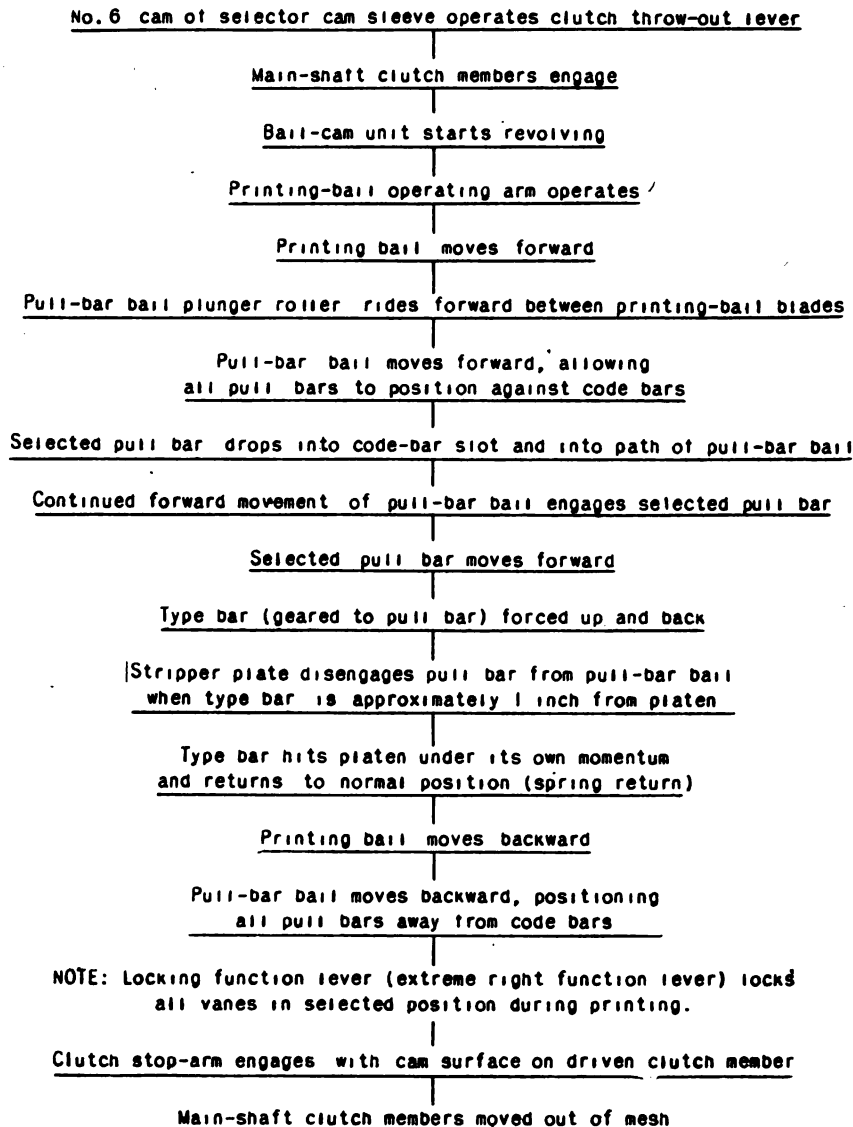 No. 6 cam of selector cam sleeve operates clutch throw-out lever
Main-shaft clutch members engage
Bail-cam unit starts revolving
Printing-bail operating arm operates
Printing bail moves forward
Pull-bar bail plunger roller rides forward between printing-bail blades
Pull-bar bail moves forward, allowing
all pull bars to position against code bars
Selected pull bar drops into code-bar slot and into path of pull-bar bail
Continued forward movement of pull-bar bail engages selected pull bar
Selected pull bar moves forward
Type bar (geared to pull bar) forced up and back
Stripper plate disengages pull bar from pull-bar bail
when type bar is approximately 1 inch from platen
Type bar hits platen under its own momentum
and returns to normal position (spring return)
Printing bail moves backward
Pull-bar bail moves backward, positioning
all pull bars away from code bars
NOTE: Locking function lever (extreme right function lever) locks
all vanes in selected position during printing.
Clutch stop-arm engages with cam surface on driven clutch member
Main-shaft clutch members moved out of mesh